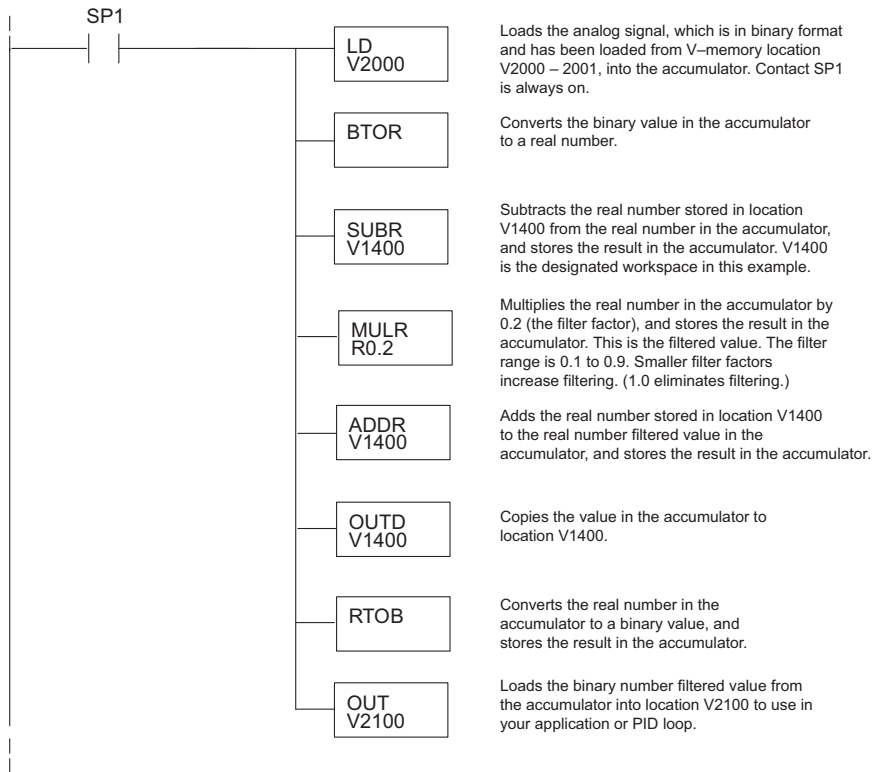 SP1
LD
V2000
Loads the analog signal, which is in binary format
and has been loaded from V–memory location
V2000 – 2001, into the accumulator. Contact SP1
is always on.
BTOR
Converts the binary value in the accumulator
to a real number.
SUBR
V1400
Subtracts the real number stored in location
V1400 from the real number in the accumulator,
and stores the result in the accumulator. V1400
is the designated workspace in this example.
MULR
R0.2
Multiplies the real number in the accumulator by
0.2 (the filter factor), and stores the result in the
accumulator. This is the filtered value. The filter
range is 0.1 to 0.9. Smaller filter factors
increase filtering. (1.0 eliminates filtering.)
ADDR
V1400
Adds the real number stored in location V1400
to the real number filtered value in the
accumulator, and stores the result in the accumulator.
OUTD
V1400
Copies the value in the accumulator to
location V1400.
RTOB
Converts the real number in the
accumulator to a binary value, and
stores the result in the accumulator.
OUT
V2100
Loads the binary number filtered value from
the accumulator into location V2100 to use in
your application or PID loop.